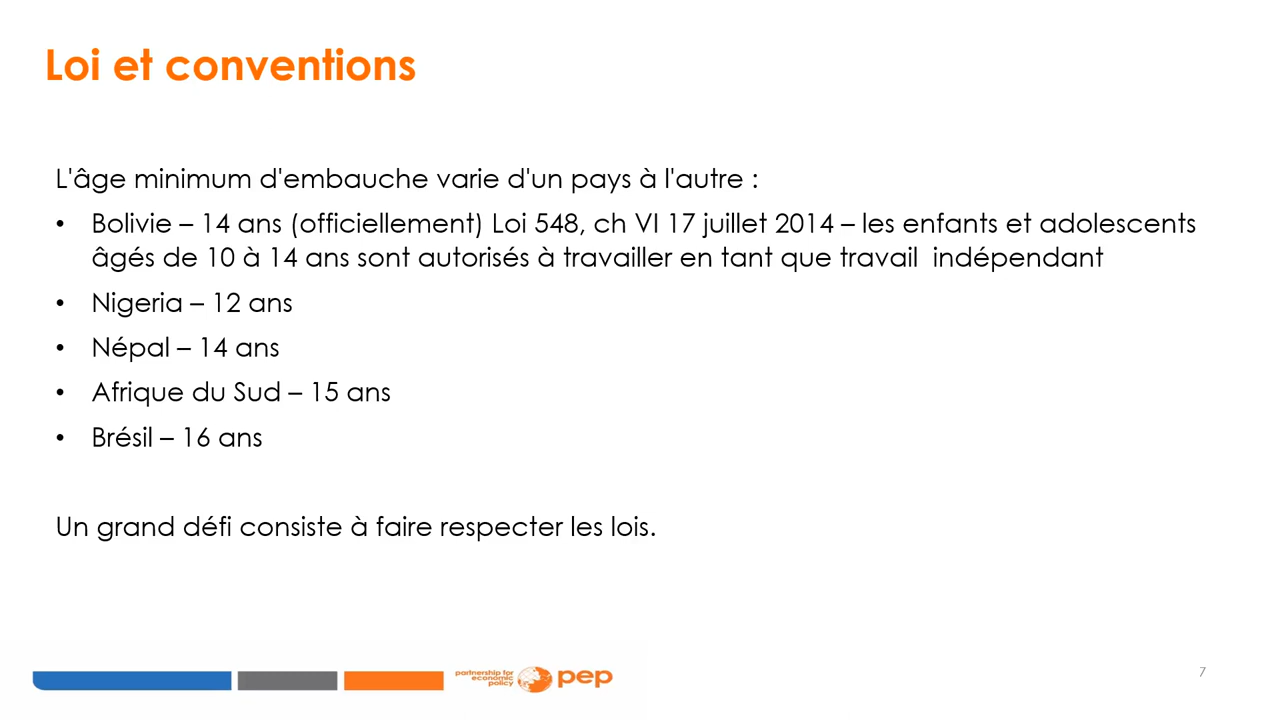 Loi et conventions
L'âge minimum d'embauche varie d'un pays à l'autre :
• Bolivie – 14 ans (officiellement) Loi 548, ch VI 17 juillet 2014 – les enfants et adolescents
âgés de 10 à 14 ans sont autorisés à travailler en tant que travail  indépendant
• Nigeria – 12 ans
• Népal – 14 ans
• Afrique du Sud – 15 ans
• Brésil – 16 ans
Un grand défi consiste à faire respecter les lois.
partnership for
economic
policy
pep
7